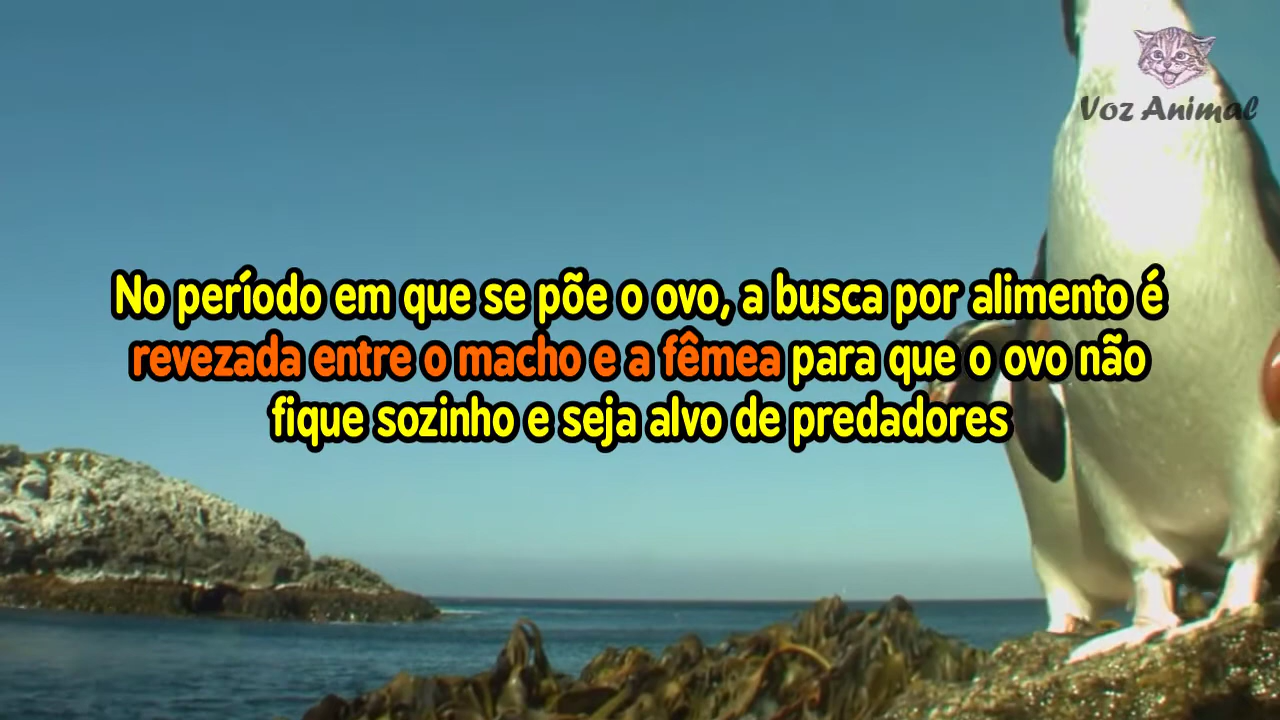 Voz Animal
No período em que se põe o ovo, a busca por alimento é
revezada entre o macho e a fêmea para que o ovo não
fique sozinho e seja alvo de predadores